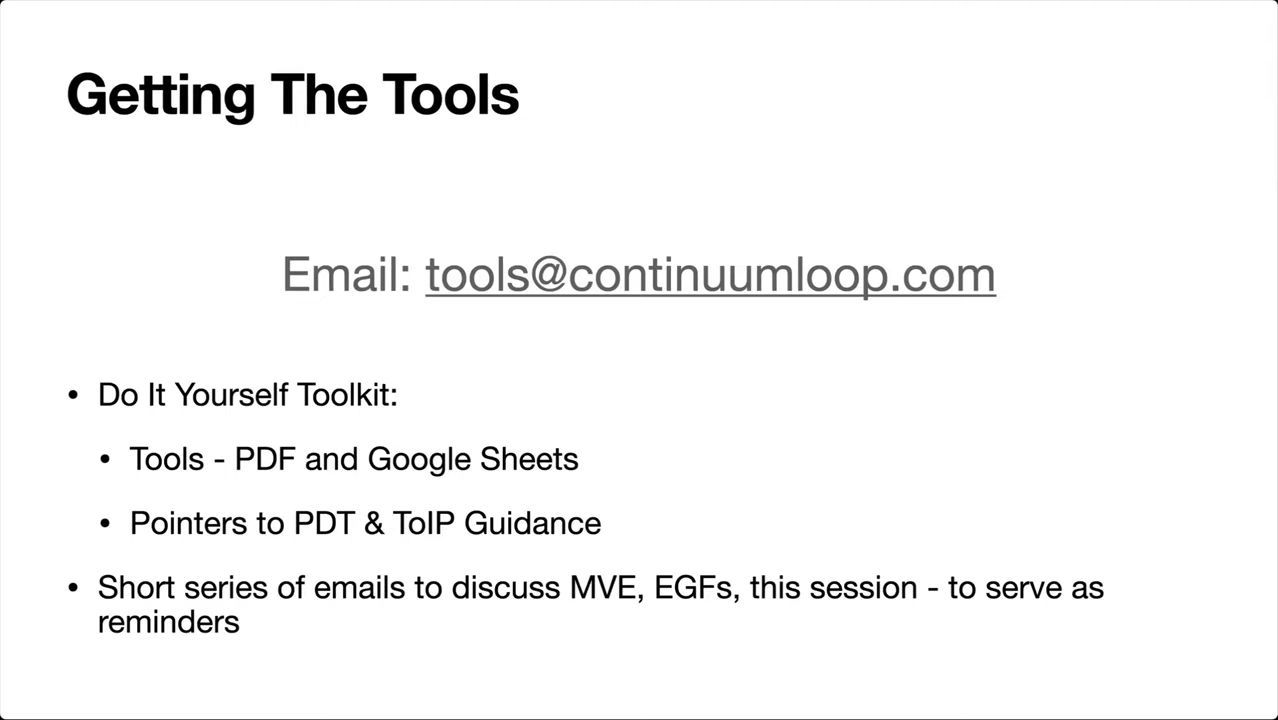 Getting The Tools
Email: tools@continuumloop.com
• Do It Yourself Toolkit:
• Tools - PDF and Google Sheets
• Pointers to PDT & ToIP Guidance
• Short series of emails to discuss MVE, EGFs, this session - to serve as
reminders